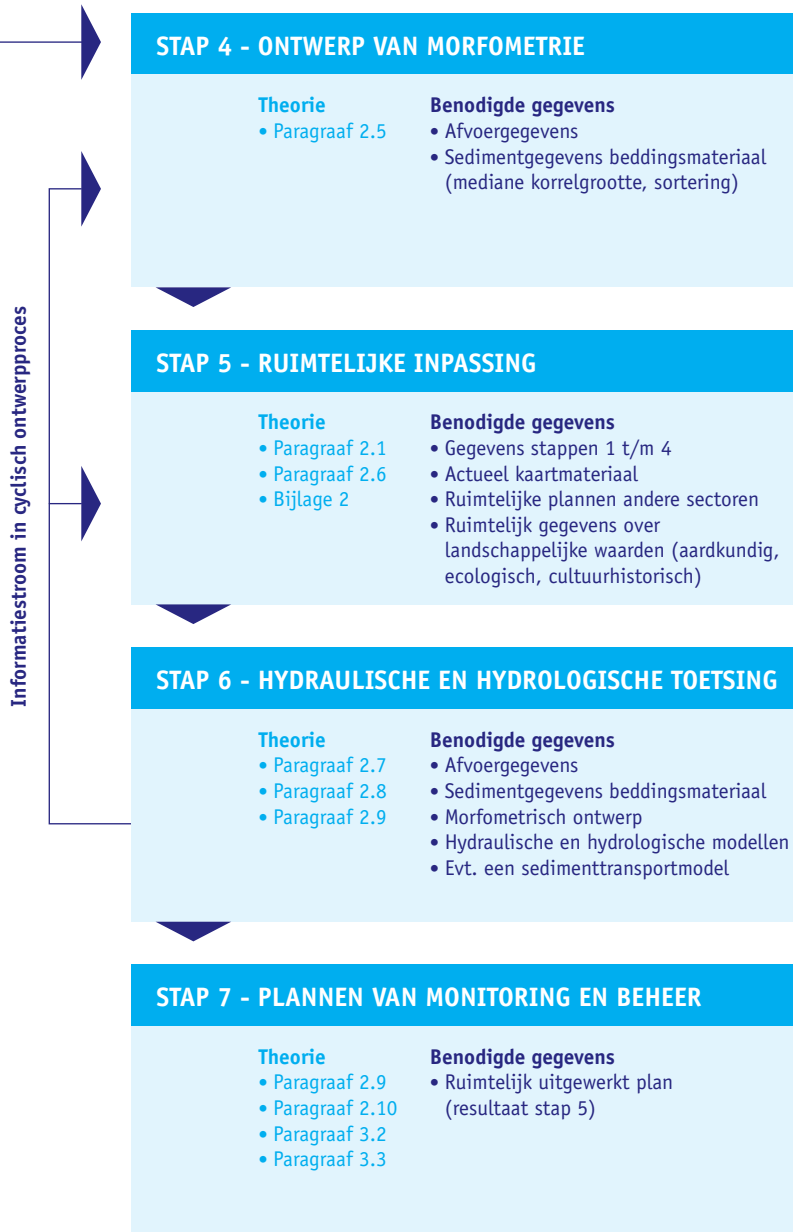 STAP 4 - ONTWERP VAN MORFOMETRIE
Theorie
• Paragraaf 2.5
Benodigde gegevens
• Afvoergegevens
• Sedimentgegevens beddingsmateriaal
(mediane korrelgrootte, sortering)
Informatiestroom in cyclisch ontwerpproces
STAP 5 - RUIMTELIJKE INPASSING
Theorie
• Paragraaf 2.1
• Paragraaf 2.6
• Bijlage 2
Benodigde gegevens
• Gegevens stappen 1 t/m 4
• Actueel kaartmateriaal
• Ruimtelijke plannen andere sectoren
• Ruimtelijk gegevens over
landschappelijke waarden (aardkundig,
ecologisch, cultuurhistorisch)
STAP 6 - HYDRAULISCHE EN HYDROLOGISCHE TOETSING
Theorie
• Paragraaf 2.7
• Paragraaf 2.8
• Paragraaf 2.9
Benodigde gegevens
• Afvoergegevens
• Sedimentgegevens beddingsmateriaal
• Morfometrisch ontwerp
• Hydraulische en hydrologische modellen
• Evt. een sedimenttransportmodel
STAP 7 - PLANNEN VAN MONITORING EN BEHEER
Theorie
• Paragraaf 2.9
• Paragraaf 2.10
• Paragraaf 3.2
• Paragraaf 3.3
Benodigde gegevens
• Ruimtelijk uitgewerkt plan
(resultaat stap 5)